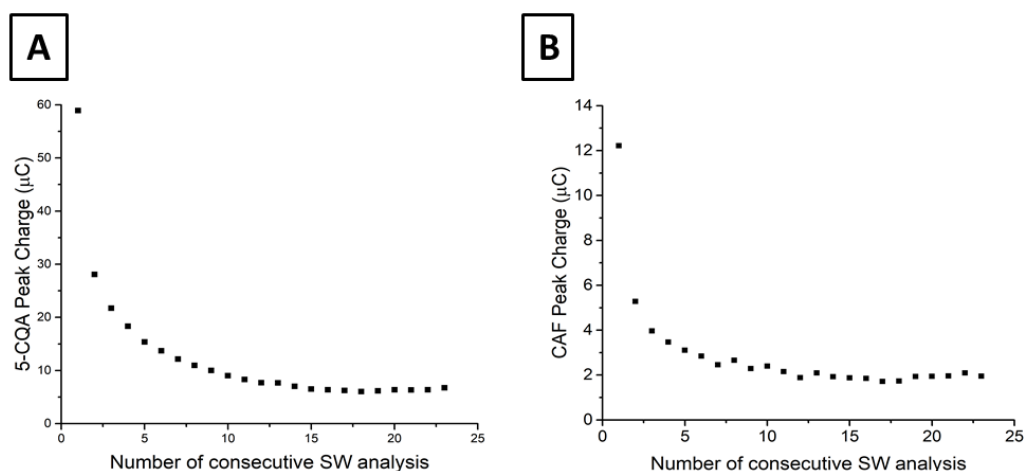 A
60
50
40
30
20
10
0
5-CQA Peak Charge (μC)
0 5 10 15 20 25
Number of consecutive SW analysis
B
14
12
10
8
6
4
2
0
CAF Peak Charge (μC)
0 5 10 15 20 25
Number of consecutive SW analysis